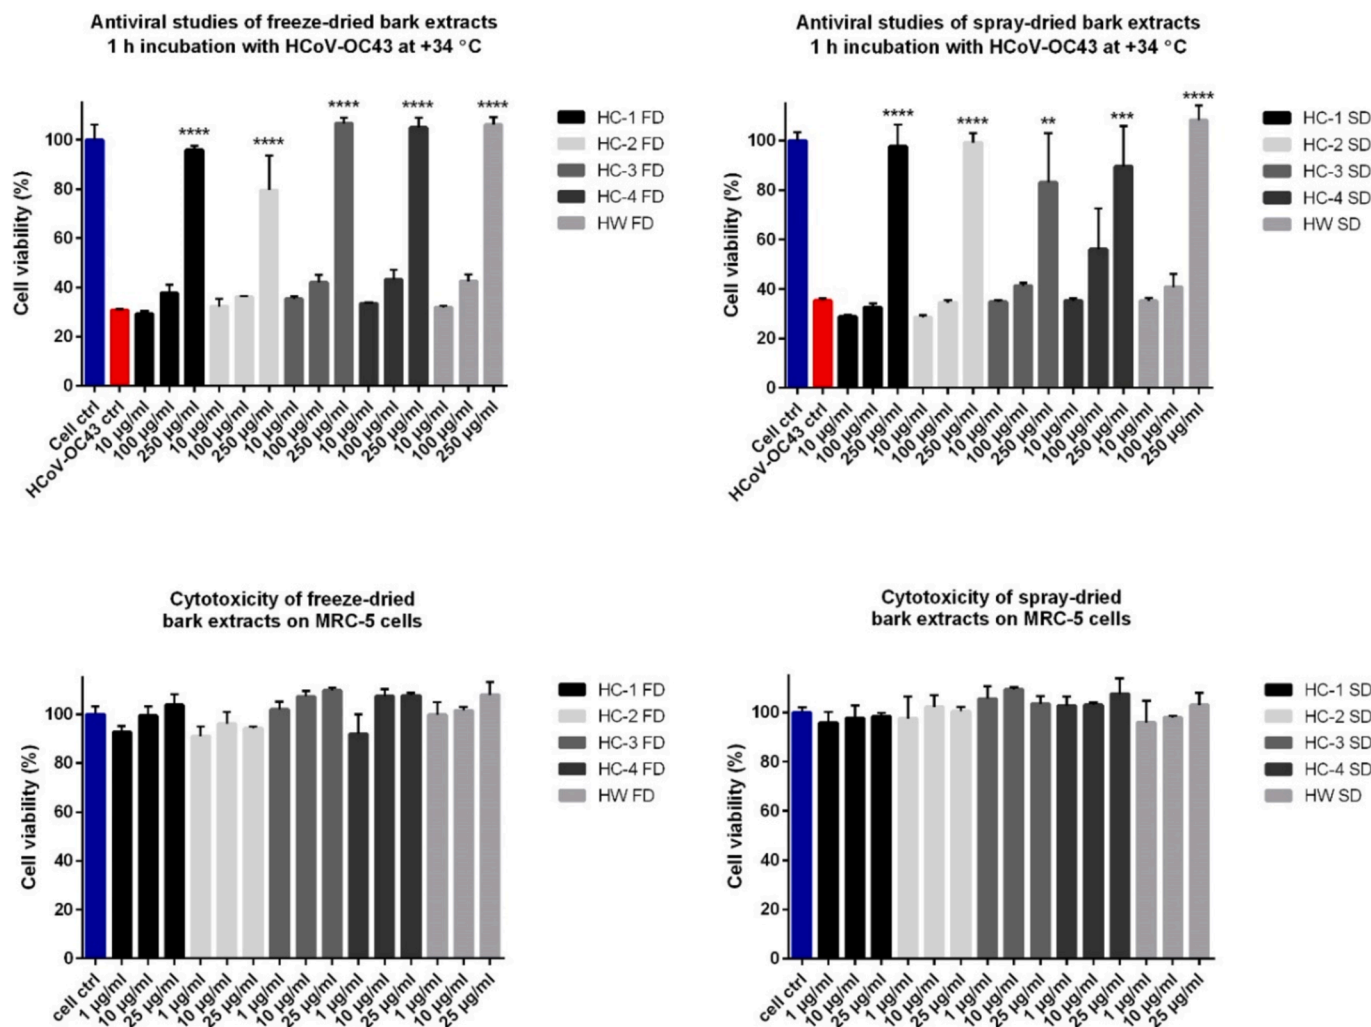 Antiviral studies of freeze-dried bark extracts
1 h incubation with HCoV-OC43 at +34 °C
Cell viability (%)
100
80
60
40
20
0
****
****
****
****
****
Cell ctrl
HCoV-OC43 ctrl
10 µg/ml
100 µg/ml
250 µg/ml
10 µg/ml
100 µg/ml
250 µg/ml
10 µg/ml
100 µg/ml
250 µg/ml
10 µg/ml
100 µg/ml
250 µg/ml
10 µg/ml
100 µg/ml
250 µg/ml
HC-1 FD
HC-2 FD
HC-3 FD
HC-4 FD
HW FD
Antiviral studies of spray-dried bark extracts
1 h incubation with HCoV-OC43 at +34 °C
Cell viability (%)
100
80
60
40
20
0
****
****
**
***
****
Cell ctrl
HCoV-OC43 ctrl
10 µg/ml
100 µg/ml
250 µg/ml
10 µg/ml
100 µg/ml
250 µg/ml
10 µg/ml
100 µg/ml
250 µg/ml
10 µg/ml
100 µg/ml
250 µg/ml
10 µg/ml
100 µg/ml
250 µg/ml
HC-1 SD
HC-2 SD
HC-3 SD
HC-4 SD
HW SD
Cytotoxicity of freeze-dried
bark extracts on MRC-5 cells
Cell viability (%)
100
80
60
40
20
0
cell ctrl
1 µg/ml
10 µg/ml
25 µg/ml
1 µg/ml
10 µg/ml
25 µg/ml
1 µg/ml
10 µg/ml
25 µg/ml
1 µg/ml
10 µg/ml
25 µg/ml
1 µg/ml
10 µg/ml
25 µg/ml
HC-1 FD
HC-2 FD
HC-3 FD
HC-4 FD
HW FD
Cytotoxicity of spray-dried
bark extracts on MRC-5 cells
Cell viability (%)
100
80
60
40
20
0
cell ctrl
1 µg/ml
10 µg/ml
25 µg/ml
1 µg/ml
10 µg/ml
25 µg/ml
1 µg/ml
10 µg/ml
25 µg/ml
1 µg/ml
10 µg/ml
25 µg/ml
1 µg/ml
10 µg/ml
25 µg/ml
HC-1 SD
HC-2 SD
HC-3 SD
HC-4 SD
HW SD